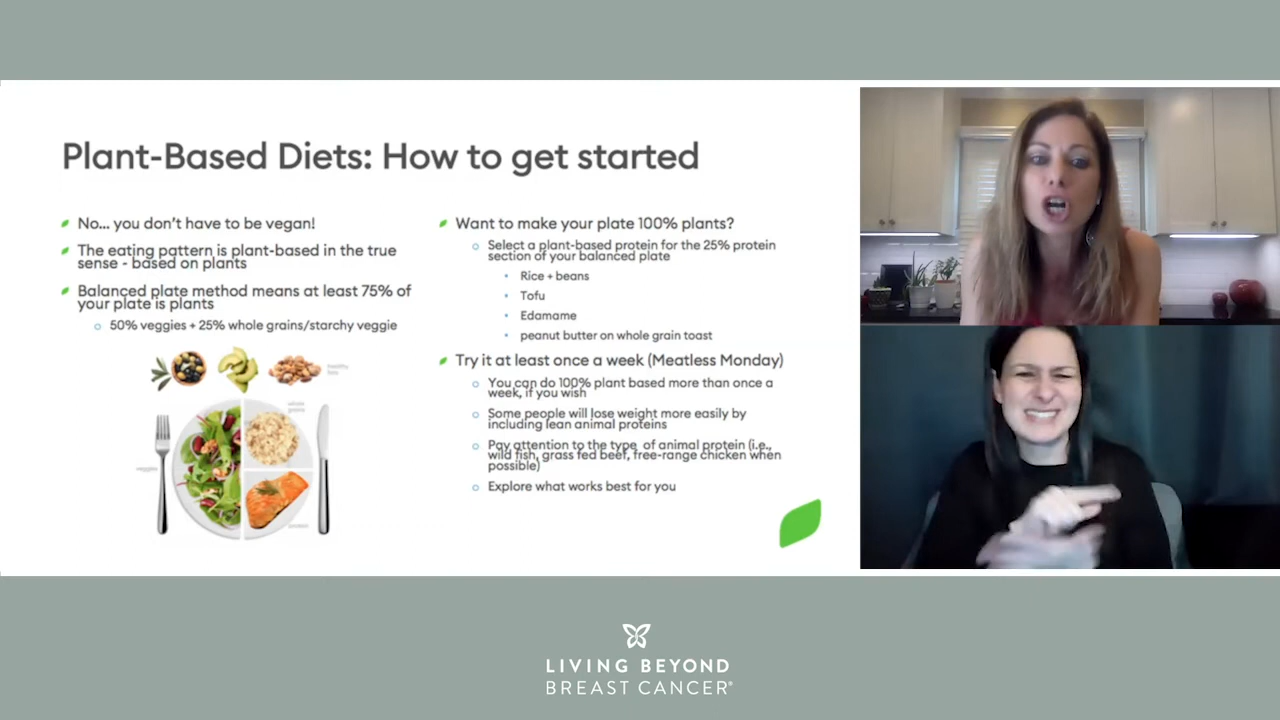 Plant-Based Diets: How to get started
No... you don't have to be vegan!
The eating pattern is plant-based in the true
sense - based on plants
Balanced plate method means at least 75% of
your plate is plants
50% veggies + 25% whole grains/starchy veggie
healthy
fats
whole
grains
protein
Want to make your plate 100% plants?
Select a plant-based protein for the 25% protein
section of your balanced plate
Rice + beans
Tofu
Edamame
peanut butter on whole grain toast
Try it at least once a week (Meatless Monday)
You can do 100% plant based more than once a
week, if you wish
Some people will lose weight more easily by
including lean animal proteins
Pay attention to the type of animal protein (i.e.,
wild fish, grass fed beef, free-range chicken when
possible)
Explore what works best for you
LIVING BEYOND
BREAST CANCER®